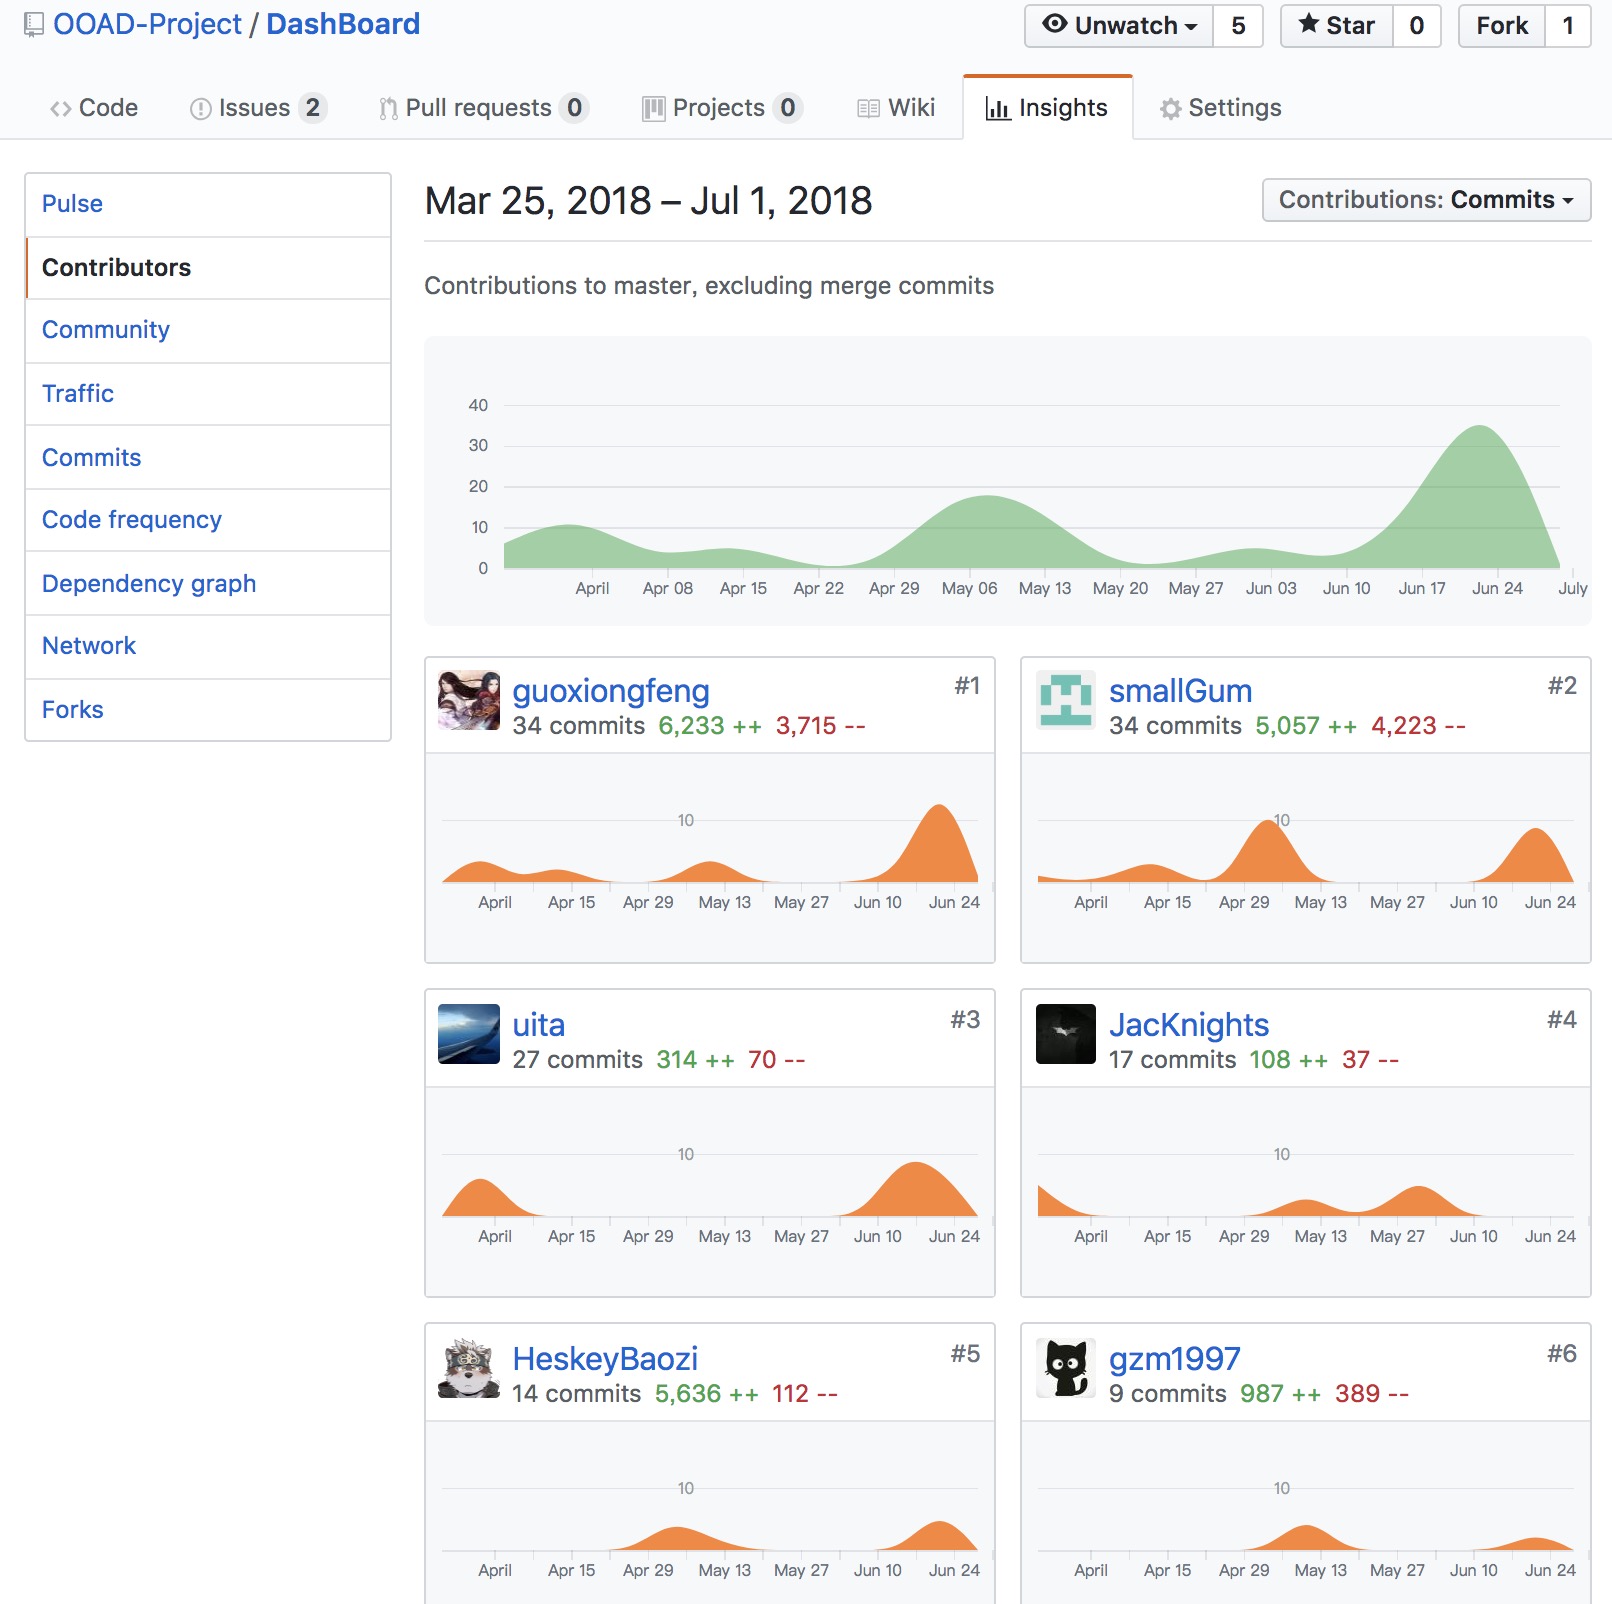 OOAD-Project / DashBoard
Unwatch 5
Star 0
Fork 1
Code
Issues 2
Pull requests 0
Projects 0
Wiki
Insights
Settings
Pulse
Contributors
Community
Traffic
Commits
Code frequency
Dependency graph
Network
Forks
Mar 25, 2018 – Jul 1, 2018
Contributions: Commits
Contributions to master, excluding merge commits
40
30
20
10
0
April Apr 08 Apr 15 Apr 22 Apr 29 May 06 May 13 May 20 May 27 Jun 03 Jun 10 Jun 17 Jun 24 July
guoxiongfeng #1
34 commits 6,233 ++ 3,715 --
10
April Apr 15 Apr 29 May 13 May 27 Jun 10 Jun 24
smallGum #2
34 commits 5,057 ++ 4,223 --
10
April Apr 15 Apr 29 May 13 May 27 Jun 10 Jun 24
uita #3
27 commits 314 ++ 70 --
10
April Apr 15 Apr 29 May 13 May 27 Jun 10 Jun 24
JacKnights #4
17 commits 108 ++ 37 --
10
April Apr 15 Apr 29 May 13 May 27 Jun 10 Jun 24
HeskeyBaozi #5
14 commits 5,636 ++ 112 --
10
April Apr 15 Apr 29 May 13 May 27 Jun 10 Jun 24
gzm1997 #6
9 commits 987 ++ 389 --
10
April Apr 15 Apr 29 May 13 May 27 Jun 10 Jun 24